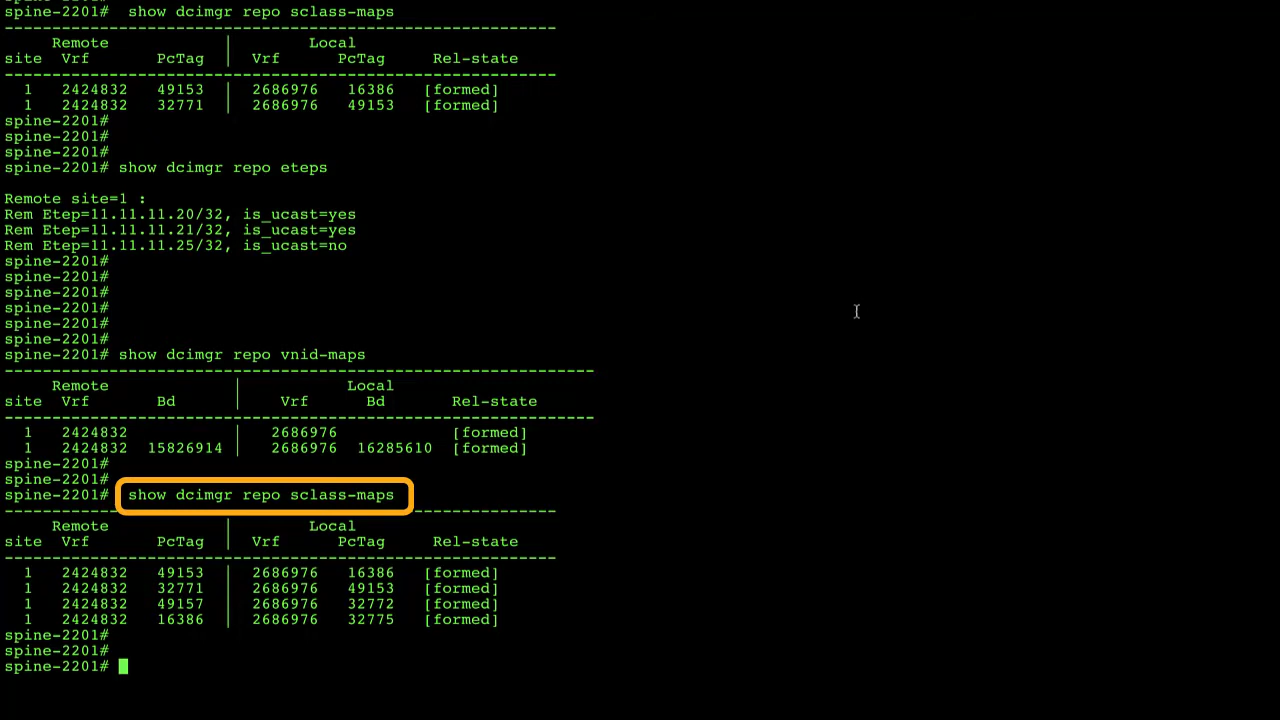 spine-2201#  show dcimgr repo sclass-maps
----------------------------------------------------------
     Remote            |        Local
site  Vrf       PcTag  |  Vrf      PcTag     Rel-state
----------------------------------------------------------
  1   2424832   49153  |  2686976   16386   [formed]
  1   2424832   32771  |  2686976   49153   [formed]
spine-2201#
spine-2201#
spine-2201#
spine-2201# show dcimgr repo eteps
Remote site=1 :
Rem Etep=11.11.11.20/32, is_ucast=yes
Rem Etep=11.11.11.21/32, is_ucast=yes
Rem Etep=11.11.11.25/32, is_ucast=no
spine-2201#
spine-2201#
spine-2201#
spine-2201#
spine-2201#
spine-2201#
spine-2201# show dcimgr repo vnid-maps
--------------------------------------------------------------
     Remote             |           Local
site  Vrf       Bd      |    Vrf      Bd       Rel-state
--------------------------------------------------------------
  1   2424832           |   2686976            [formed]
  1   2424832  15826914 |   2686976  16285610  [formed]
spine-2201#
spine-2201#
spine-2201#  show dcimgr repo sclass-maps
----------------------------------------------------------
     Remote            |        Local
site  Vrf       PcTag  |  Vrf      PcTag     Rel-state
----------------------------------------------------------
  1   2424832   49153  |  2686976   16386   [formed]
  1   2424832   32771  |  2686976   49153   [formed]
  1   2424832   49157  |  2686976   32772   [formed]
  1   2424832   16386  |  2686976   32775   [formed]
spine-2201#
spine-2201#
spine-2201#